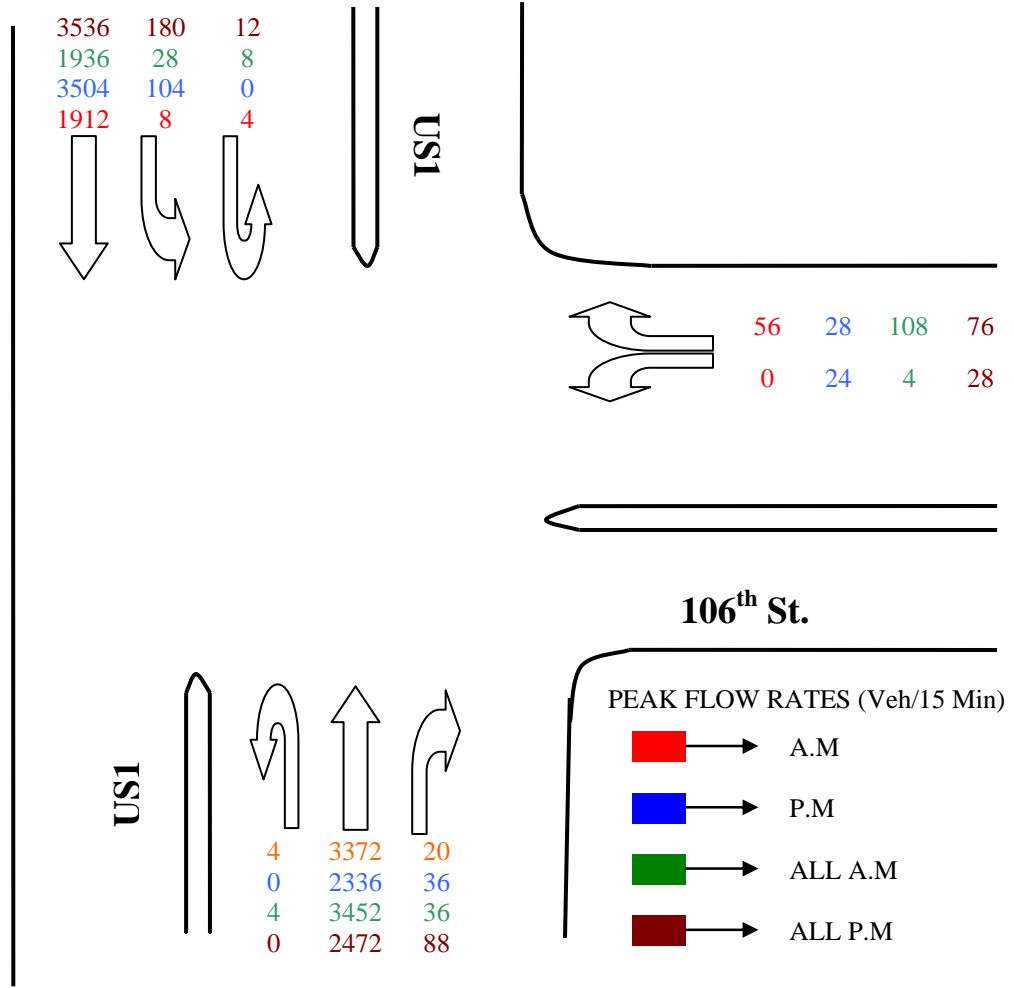 3536 180 12
1936 28 8
3504 104 0
1912 8 4
US1
56 28 108 76
0 24 4 28
106th St.
PEAK FLOW RATES (Veh/15 Min)
A.M
P.M
ALL A.M
ALL P.M
US1
4 3372 20
0 2336 36
4 3452 36
0 2472 88